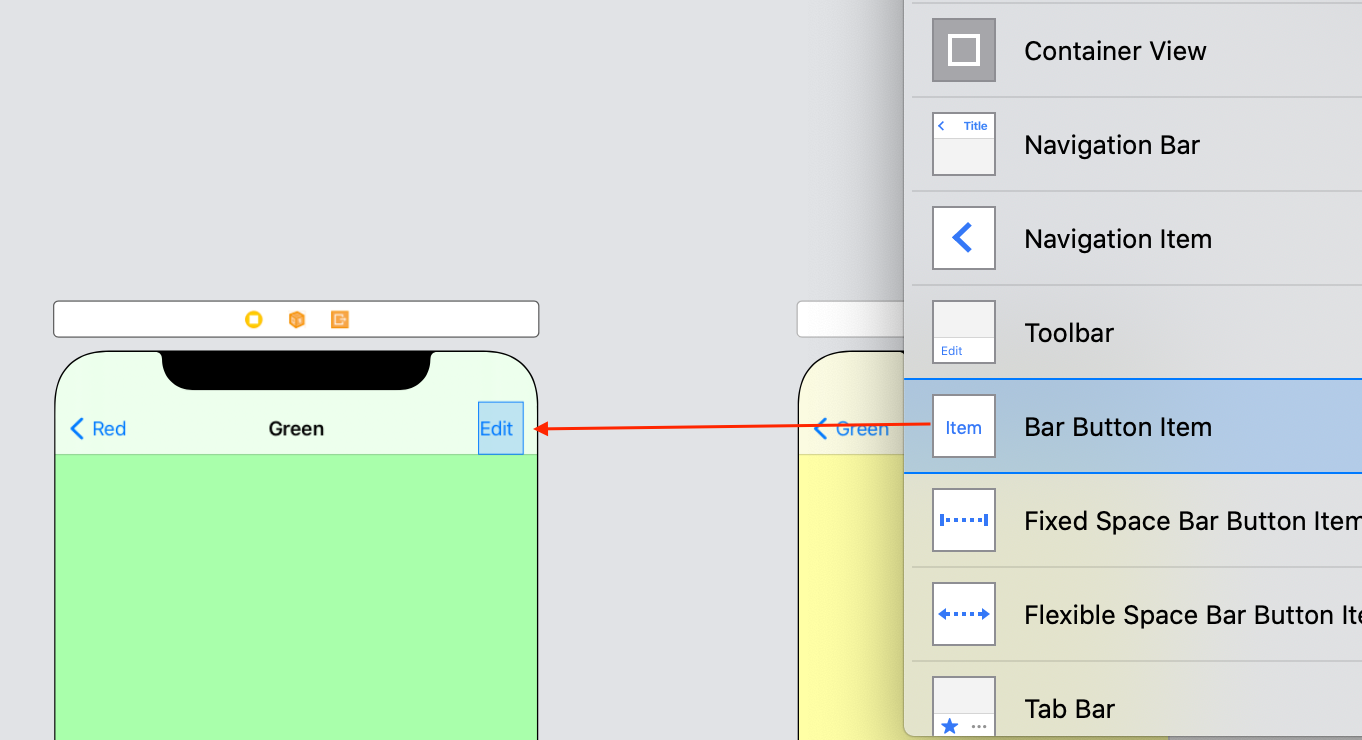 Container View
Title
Navigation Bar
Navigation Item
Toolbar
Edit
Red
Green
Edit
Green
Item
Bar Button Item
Fixed Space Bar Button Item
Flexible Space Bar Button Ite
Tab Bar